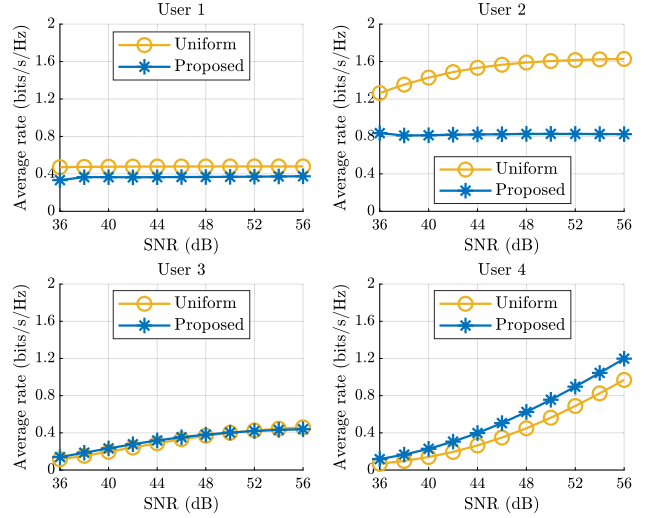 User 1
Average rate (bits/s/Hz)
2
1.6
1.2
0.8
0.4
0
Uniform
Proposed
36 40 44 48 52 56
SNR (dB)
User 2
Average rate (bits/s/Hz)
2
1.6
1.2
0.8
0.4
0
Uniform
Proposed
36 40 44 48 52 56
SNR (dB)
User 3
Average rate (bits/s/Hz)
2
1.6
1.2
0.8
0.4
0
Uniform
Proposed
36 40 44 48 52 56
SNR (dB)
User 4
Average rate (bits/s/Hz)
2
1.6
1.2
0.8
0.4
0
Uniform
Proposed
36 40 44 48 52 56
SNR (dB)